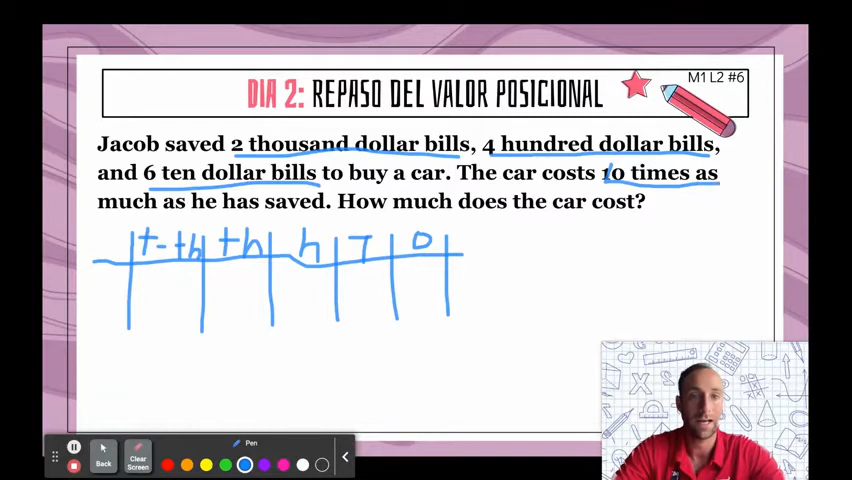 M1 L2 #6
DIA 2: REPASO DEL VALOR POSICIONAL
Jacob saved 2 thousand dollar bills, 4 hundred dollar bills,
and 6 ten dollar bills to buy a car. The car costs 10 times as
much as he has saved. How much does the car cost?
t-th th h T O
Pen
Back
Clear
Screen